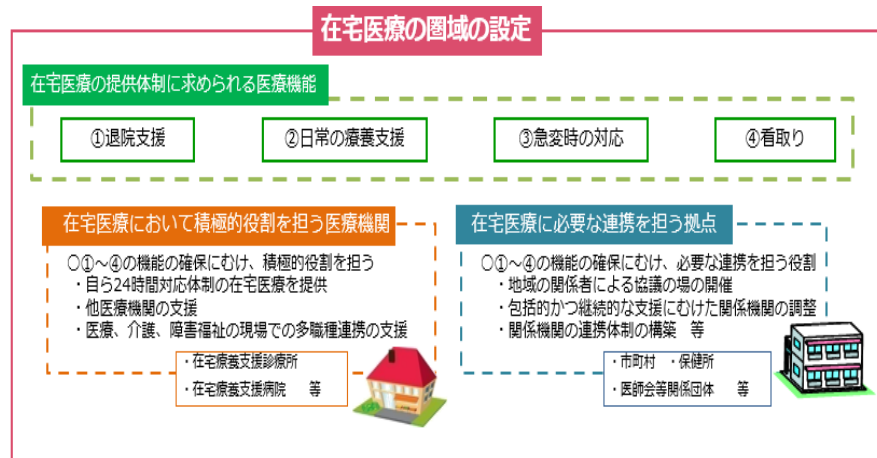 在宅医療の圏域の設定
在宅医療の提供体制に求められる医療機能
①退院支援
②日常の療養支援
③急変時の対応
④看取り
在宅医療において積極的役割を担う医療機関
〇①～④の機能の確保にむけ、積極的役割を担う
・自ら24時間対応体制の在宅医療を提供
・他医療機関の支援
・医療、介護、障害福祉の現場での多職種連携の支援
・在宅療養支援診療所
・在宅療養支援病院　等
在宅医療に必要な連携を担う拠点
〇①～④の機能の確保にむけ、必要な連携を担う役割
・地域の関係者による協議の場の開催
・包括的かつ継続的な支援にむけた関係機関の調整
・関係機関の連携体制の構築　等
・市町村　・保健所
・医師会等関係団体　等